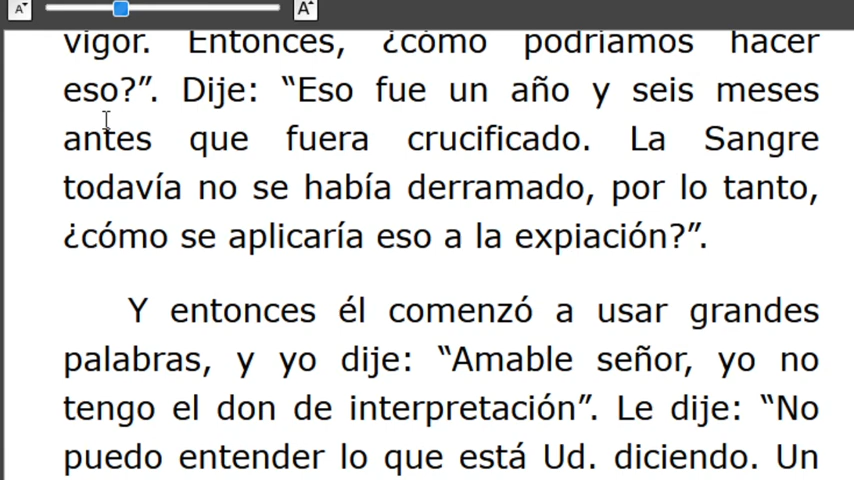 A A
vigor. Entonces, ¿cómo podríamos hacer
eso?”. Dije: “Eso fue un año y seis meses
antes que fuera crucificado. La Sangre
todavía no se había derramado, por lo tanto,
¿cómo se aplicaría eso a la expiación?”.
Y entonces él comenzó a usar grandes
palabras, y yo dije: “Amable señor, yo no
tengo el don de interpretación”. Le dije: “No
puedo entender lo que está Ud. diciendo. Un